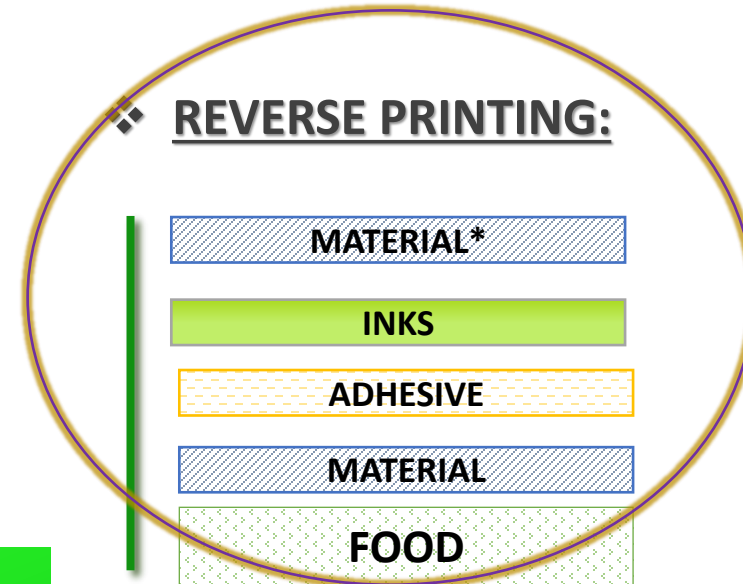 ❖ REVERSE PRINTING:
MATERIAL*
INKS
ADHESIVE
MATERIAL
FOOD